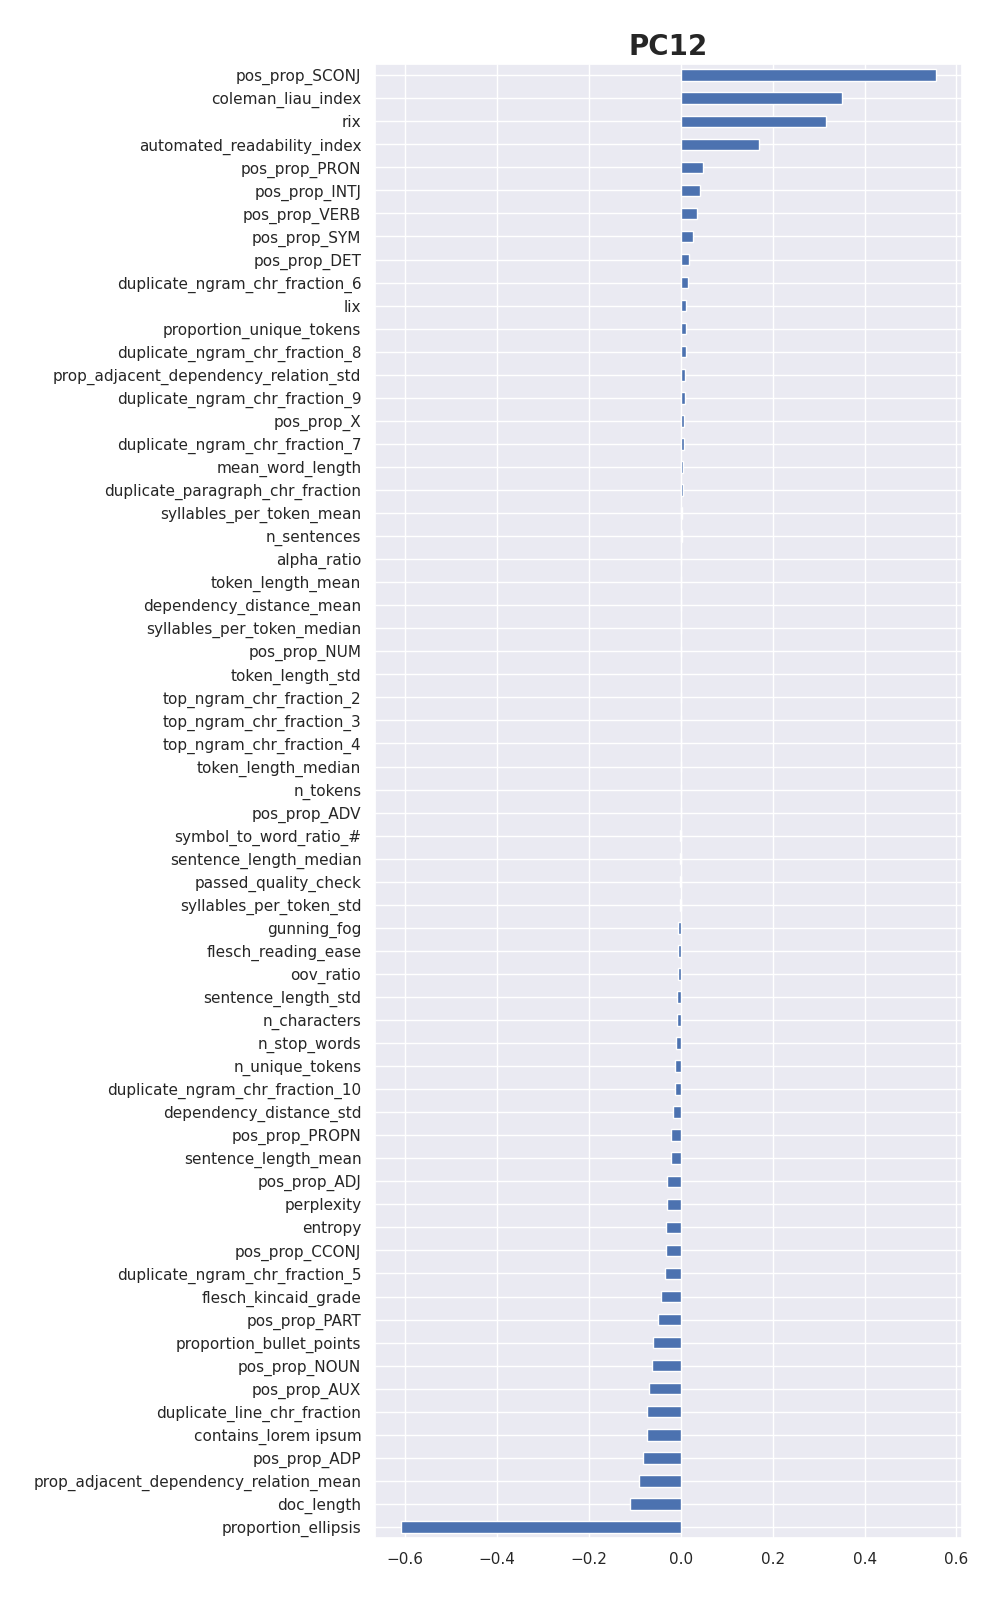 PC12
pos_prop_SCONJ
coleman_liau_index
rix
automated_readability_index
pos_prop_PRON
pos_prop_INTJ
pos_prop_VERB
pos_prop_SYM
pos_prop_DET
duplicate_ngram_chr_fraction_6
lix
proportion_unique_tokens
duplicate_ngram_chr_fraction_8
prop_adjacent_dependency_relation_std
duplicate_ngram_chr_fraction_9
pos_prop_X
duplicate_ngram_chr_fraction_7
mean_word_length
duplicate_paragraph_chr_fraction
syllables_per_token_mean
n_sentences
alpha_ratio
token_length_mean
dependency_distance_mean
syllables_per_token_median
pos_prop_NUM
token_length_std
top_ngram_chr_fraction_2
top_ngram_chr_fraction_3
top_ngram_chr_fraction_4
token_length_median
n_tokens
pos_prop_ADV
symbol_to_word_ratio_#
sentence_length_median
passed_quality_check
syllables_per_token_std
gunning_fog
flesch_reading_ease
oov_ratio
sentence_length_std
n_characters
n_stop_words
n_unique_tokens
duplicate_ngram_chr_fraction_10
dependency_distance_std
pos_prop_PROPN
sentence_length_mean
pos_prop_ADJ
perplexity
entropy
pos_prop_CCONJ
duplicate_ngram_chr_fraction_5
flesch_kincaid_grade
pos_prop_PART
proportion_bullet_points
pos_prop_NOUN
pos_prop_AUX
duplicate_line_chr_fraction
contains_lorem ipsum
pos_prop_ADP
prop_adjacent_dependency_relation_mean
doc_length
proportion_ellipsis
−0.6 −0.4 −0.2 0.0 0.2 0.4 0.6